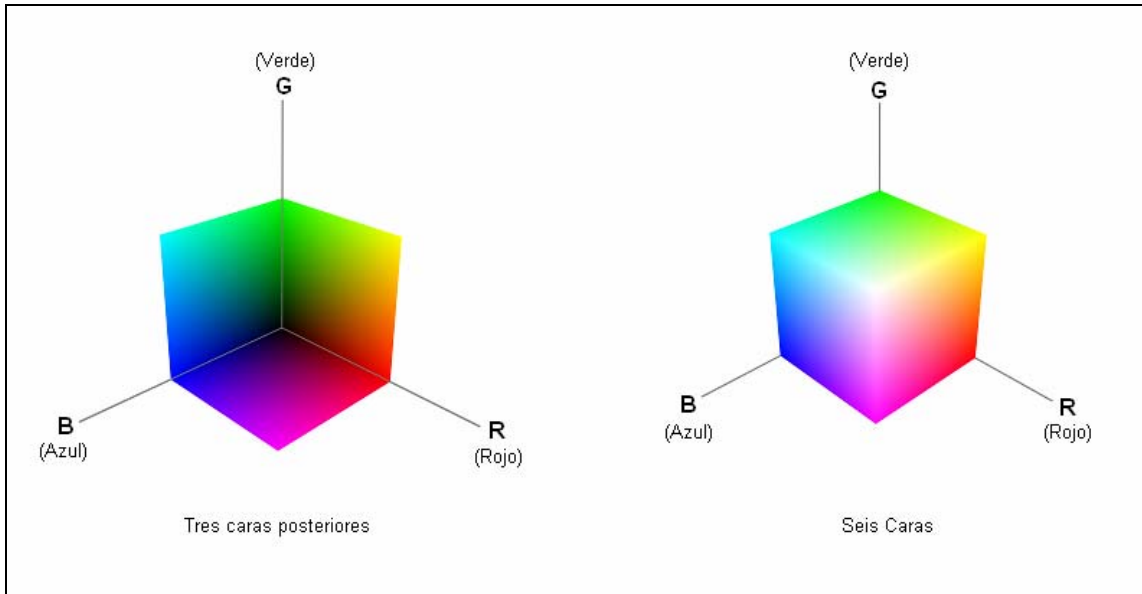 (Verde)
G
B
(Azul)
R
(Rojo)
Tres caras posteriores
(Verde)
G
B
(Azul)
R
(Rojo)
Seis Caras